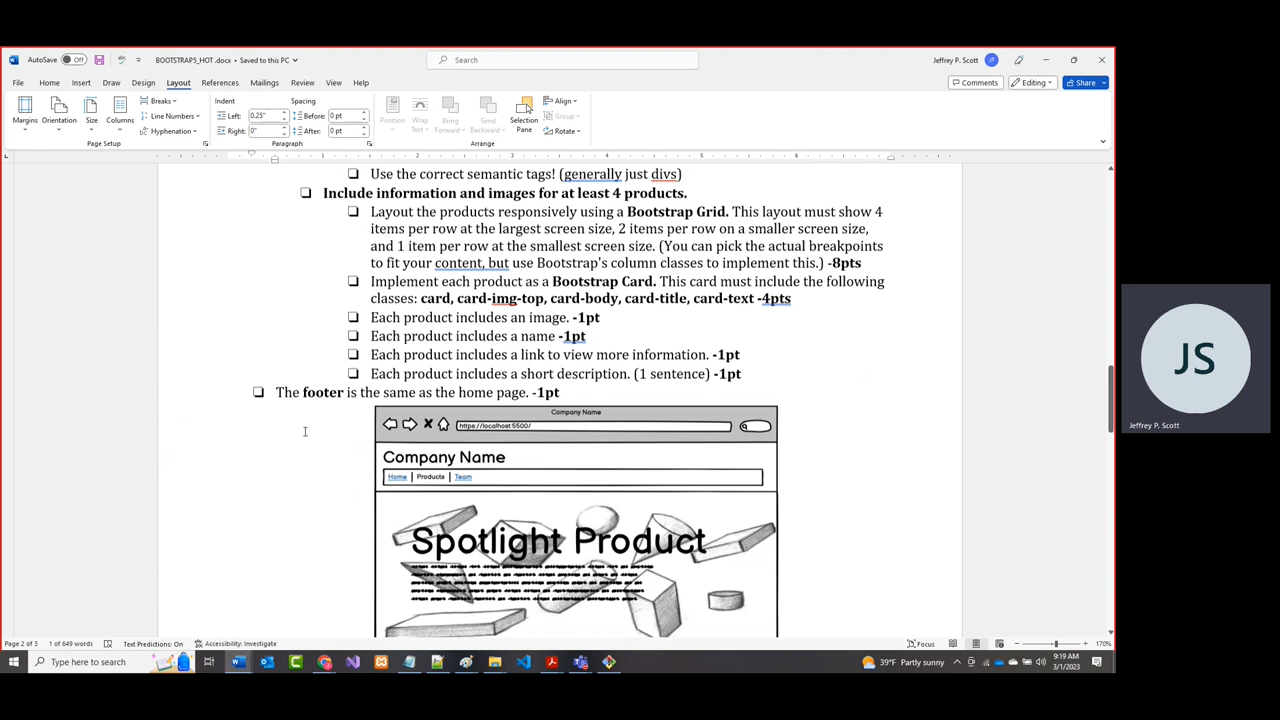 AutoSave Off BOOTSTRAP5_HOT.docx • Saved to this PC Search Jeffrey P. Scott JP
File Home Insert Draw Design Layout References Mailings Review View Help Comments Editing Share
Margins Orientation Size Columns Breaks Line Numbers Hyphenation
Indent Spacing
Left: 0.25" Before: 0 pt
Right: 0" After: 0 pt
Position Wrap Text Bring Forward Send Backward Selection Pane Align Group Rotate
Page Setup Paragraph Arrange
1 2 3 4 5 6 7
Use the correct semantic tags! (generally just divs)
Include information and images for at least 4 products.
Layout the products responsively using a Bootstrap Grid. This layout must show 4
items per row at the largest screen size, 2 items per row on a smaller screen size,
and 1 item per row at the smallest screen size. (You can pick the actual breakpoints
to fit your content, but use Bootstrap's column classes to implement this.) -8pts
Implement each product as a Bootstrap Card. This card must include the following
classes: card, card-img-top, card-body, card-title, card-text -4pts
Each product includes an image. -1pt
Each product includes a name -1pt
Each product includes a link to view more information. -1pt
Each product includes a short description. (1 sentence) -1pt
The footer is the same as the home page. -1pt
Company Name
https://localhost:5500/
Company Name
Home Products Team
Spotlight Product
JS
Jeffrey P. Scott
Page 2 of 3 1 of 649 words Text Predictions: On Accessibility: Investigate Focus 170%
Type here to search 39°F Partly sunny 9:19 AM
3/1/2023